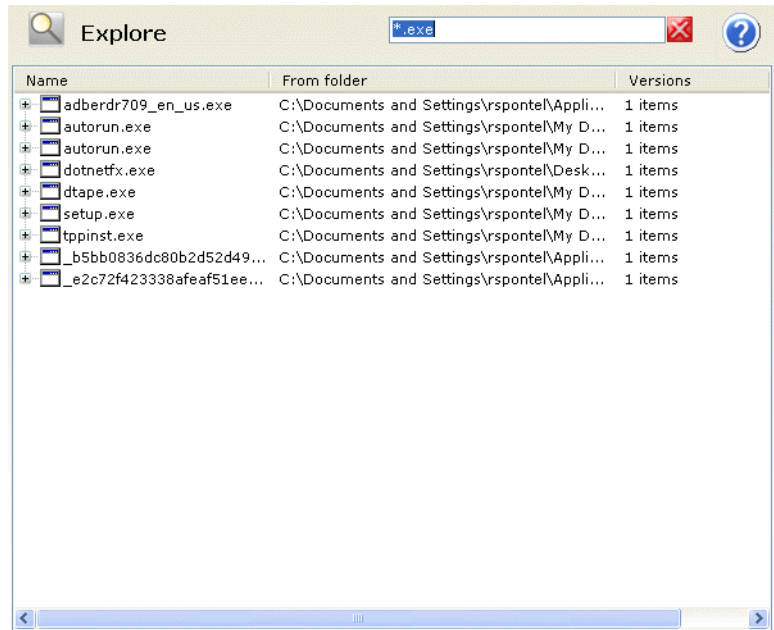 Explore *.exe
Name From folder Versions
adberdr709_en_us.exe C:\Documents and Settings\rspontel\Appli... 1 items
autorun.exe C:\Documents and Settings\rspontel\My D... 1 items
autorun.exe C:\Documents and Settings\rspontel\My D... 1 items
dotnetfx.exe C:\Documents and Settings\rspontel\Desk... 1 items
dtape.exe C:\Documents and Settings\rspontel\My D... 1 items
setup.exe C:\Documents and Settings\rspontel\My D... 1 items
tppinst.exe C:\Documents and Settings\rspontel\My D... 1 items
_b5bb0836dc80b2d52d49... C:\Documents and Settings\rspontel\Appli... 1 items
_e2c72f423338afeaf51ee... C:\Documents and Settings\rspontel\Appli... 1 items